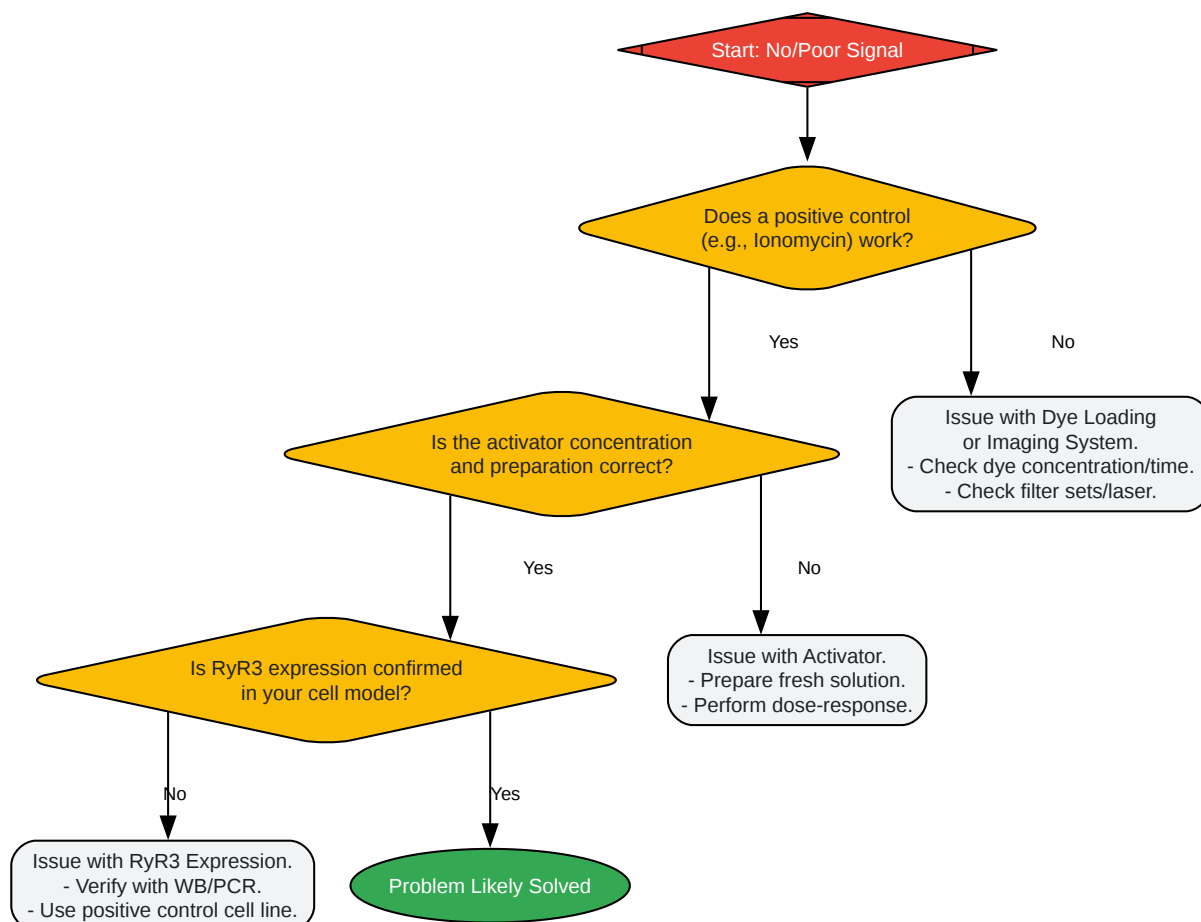 Start: No/Poor Signal
Does a positive control
(e.g., Ionomycin) work?
Yes
No
Is the activator concentration
and preparation correct?
Issue with Dye Loading
or Imaging System.
- Check dye concentration/time.
- Check filter sets/laser.
Yes
No
Is RyR3 expression confirmed
in your cell model?
Issue with Activator.
- Prepare fresh solution.
- Perform dose-response.
No
Yes
Issue with RyR3 Expression.
- Verify with WB/PCR.
- Use positive control cell line.
Problem Likely Solved